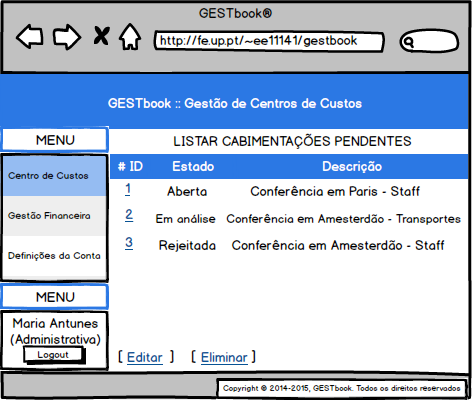 GESTbook®
http://fe.up.pt/~ee11141/gestbook
GESTbook :: Gestão de Centros de Custos
MENU
LISTAR CABIMENTAÇÕES PENDENTES
# ID Estado Descrição
Centro de Custos
1 Aberta Conferência em Paris - Staff
Gestão Financeira
2 Em análise Conferência em Amesterdão - Transportes
3 Rejeitada Conferência em Amesterdão - Staff
Definições da Conta
MENU
Maria Antunes
(Administrativa)
Logout
[ Editar ] [ Eliminar ]
Copyright © 2014-2015, GESTbook. Todos os direitos reservados